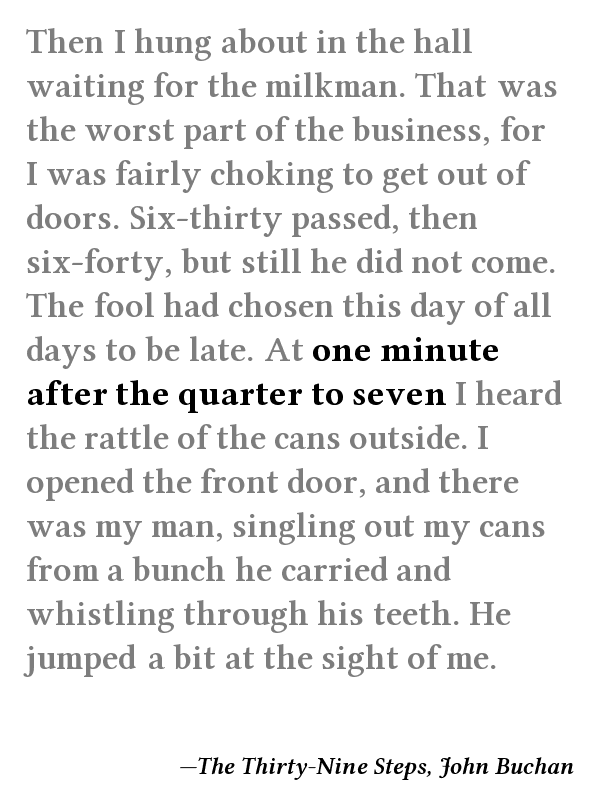 Then I hung about in the hall
waiting for the milkman. That was
the worst part of the business, for
I was fairly choking to get out of
doors. Six-thirty passed, then
six-forty, but still he did not come.
The fool had chosen this day of all
days to be late. At one minute
after the quarter to seven I heard
the rattle of the cans outside. I
opened the front door, and there
was my man, singling out my cans
from a bunch he carried and
whistling through his teeth. He
jumped a bit at the sight of me.
—The Thirty-Nine Steps, John Buchan